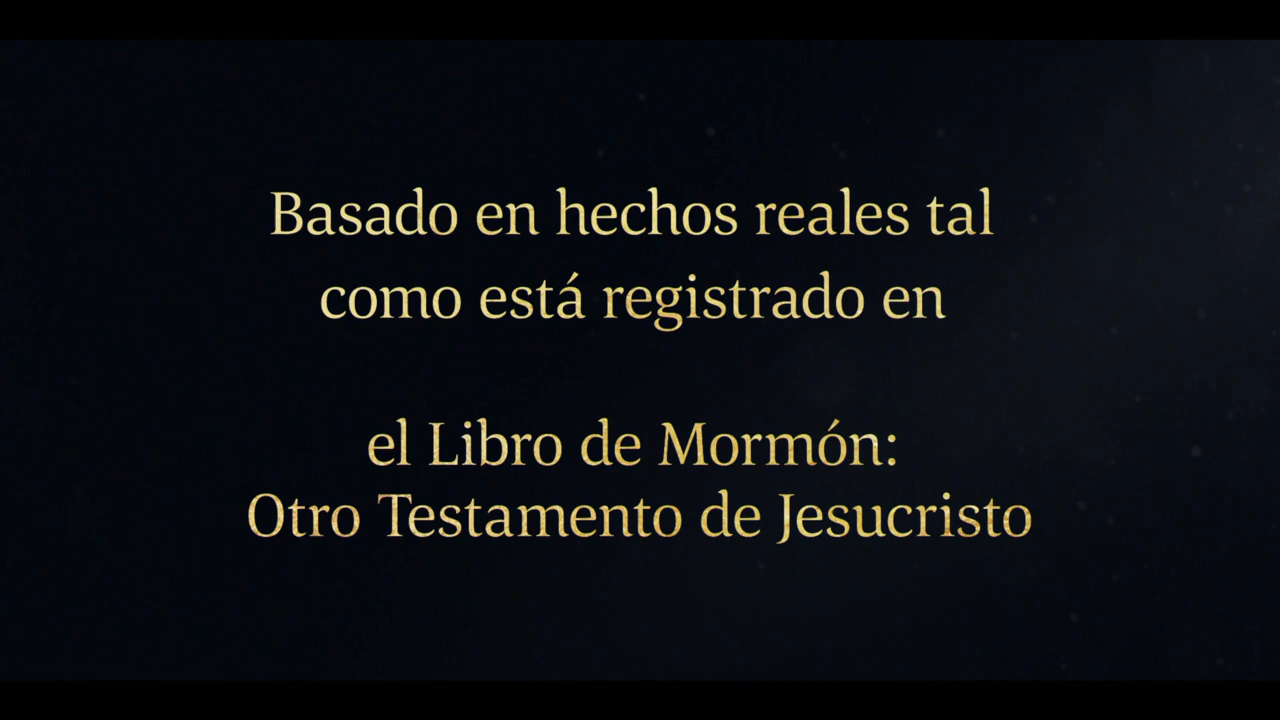 Basado en hechos reales tal
como está registrado en
el Libro de Mormón:
Otro Testamento de Jesucristo